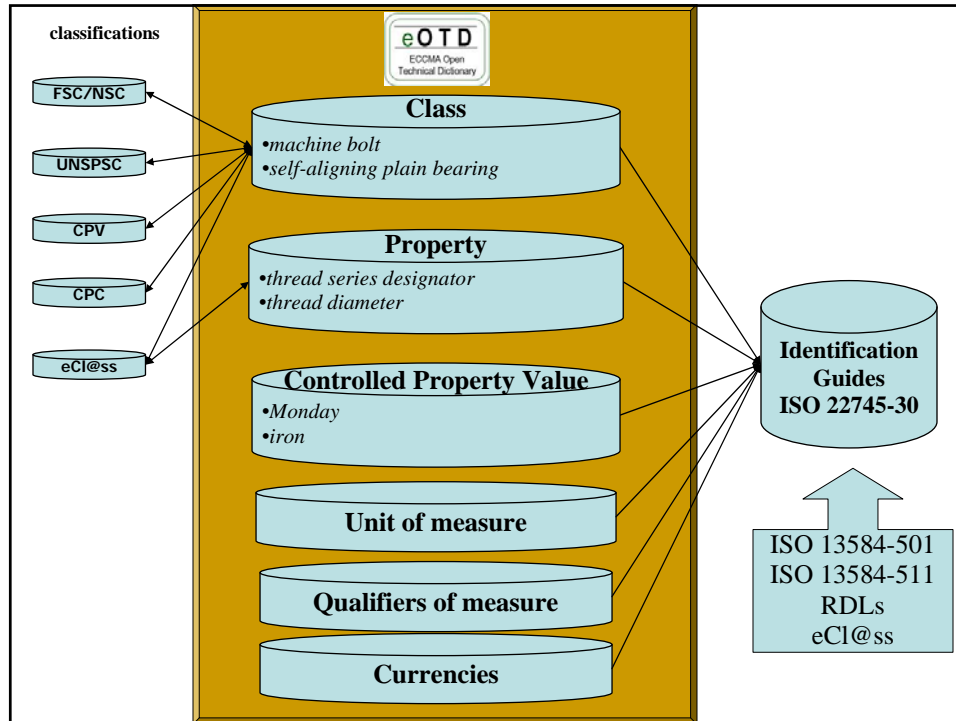 classifications
FSC/NSC
UNSPSC
CPV
CPC
eCl@ss
eOTD
ECCMA Open
Technical Dictionary
Class
•machine bolt
•self-aligning plain bearing
Property
•thread series designator
•thread diameter
Controlled Property Value
•Monday
•iron
Unit of measure
Qualifiers of measure
Currencies
Identification
Guides
ISO 22745-30
ISO 13584-501
ISO 13584-511
RDLs
eCl@ss